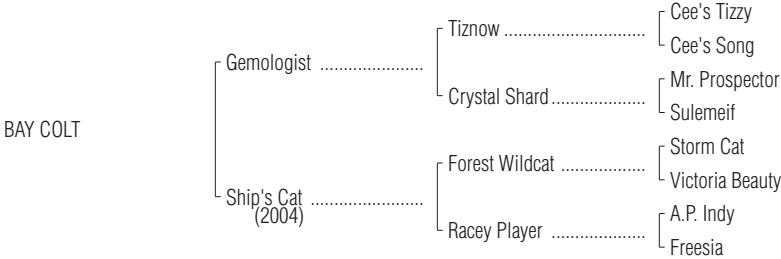 Cee's Tizzy
Tiznow ..............................
Cee's Song
Gemologist ......................
Mr. Prospector
Crystal Shard....................
Sulemeif
BAY COLT
Storm Cat
Forest Wildcat ..................
Victoria Beauty
Ship's Cat ........................
(2004)
A.P. Indy
Racey Player ....................
Freesia